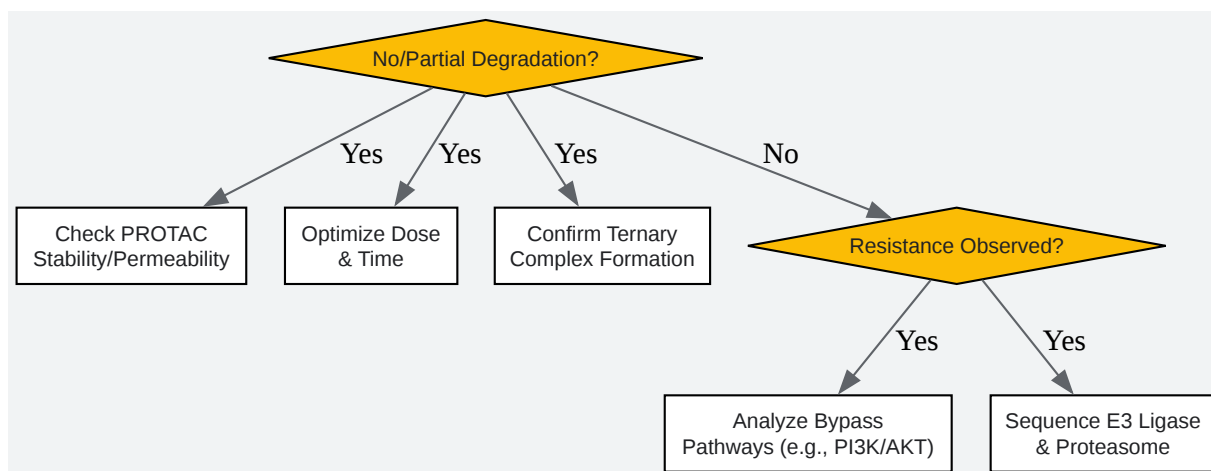 No/Partial Degradation?
Yes
Yes
Yes
No
Check PROTAC
Stability/Permeability
Optimize Dose
& Time
Confirm Ternary
Complex Formation
Resistance Observed?
Yes
Yes
Analyze Bypass
Pathways (e.g., PI3K/AKT)
Sequence E3 Ligase
& Proteasome